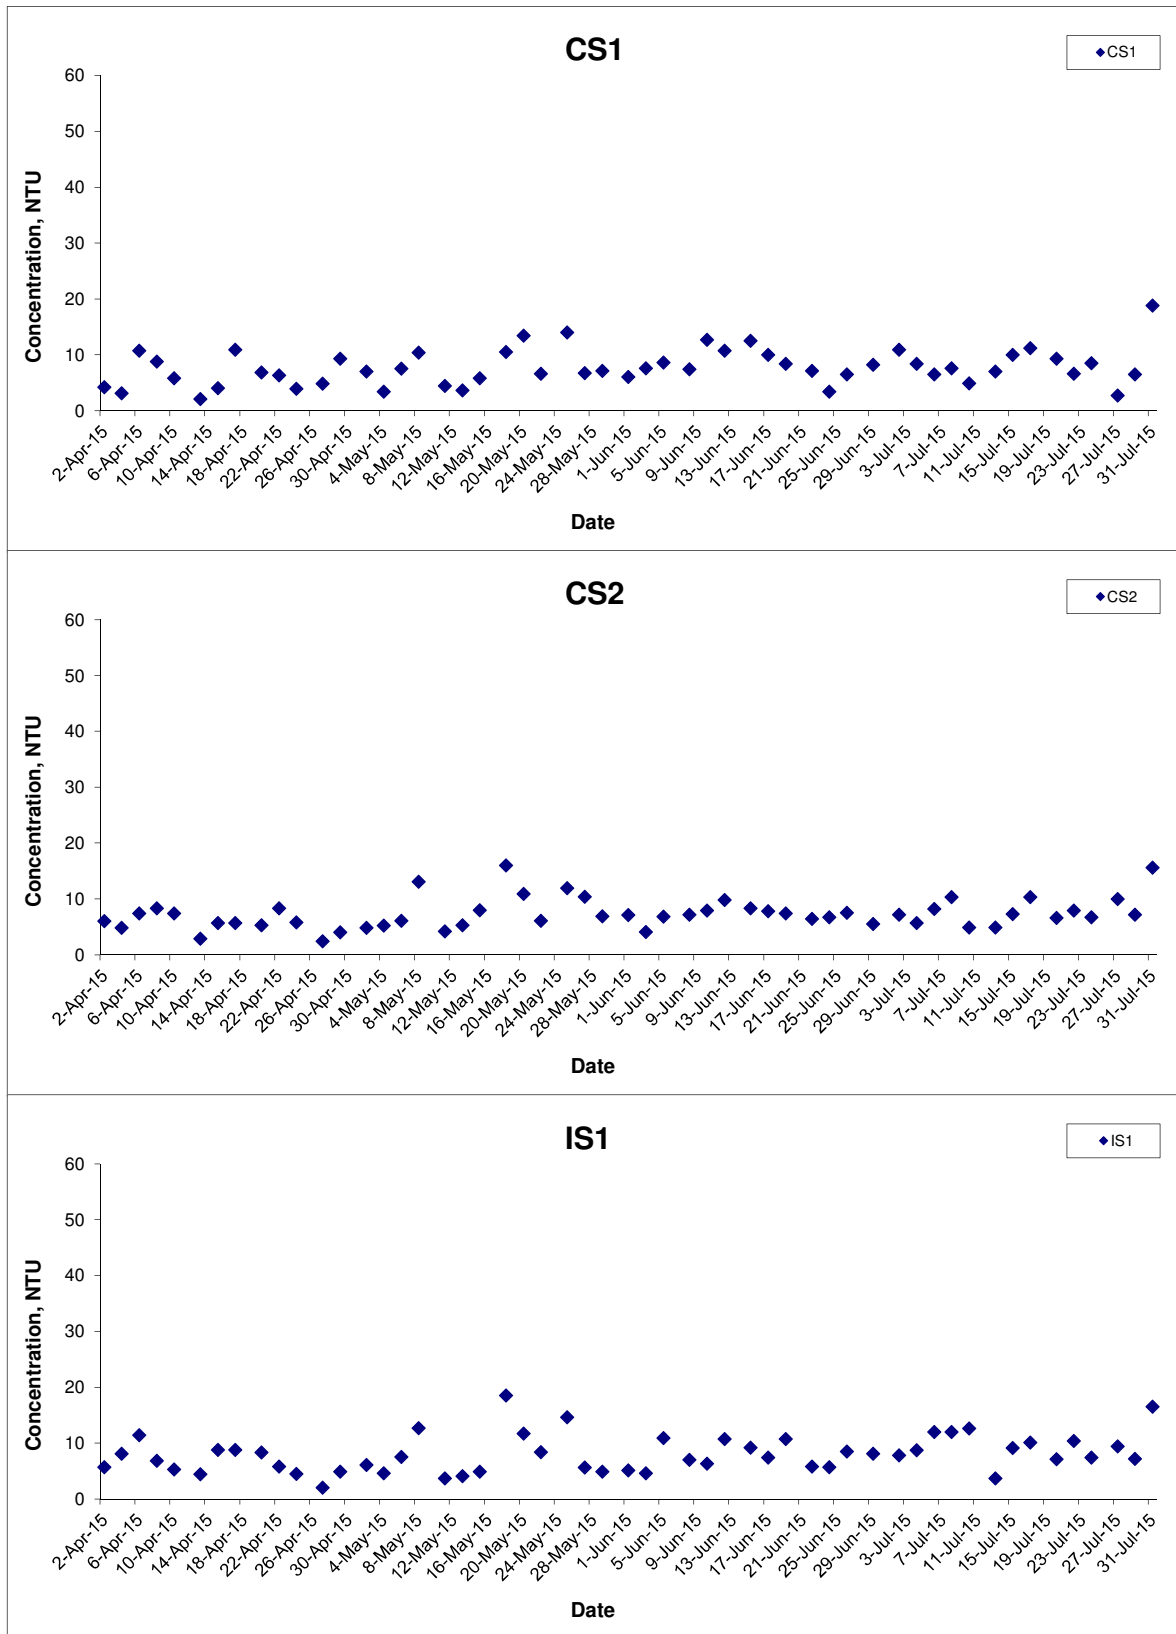 CS1
CS1
60
50
40
30
20
10
0
Concentration, NTU
2-Apr-15
6-Apr-15
10-Apr-15
14-Apr-15
18-Apr-15
22-Apr-15
26-Apr-15
30-Apr-15
4-May-15
8-May-15
12-May-15
16-May-15
20-May-15
24-May-15
28-May-15
1-Jun-15
5-Jun-15
9-Jun-15
13-Jun-15
17-Jun-15
21-Jun-15
25-Jun-15
29-Jun-15
3-Jul-15
7-Jul-15
11-Jul-15
15-Jul-15
19-Jul-15
23-Jul-15
27-Jul-15
31-Jul-15
Date
CS2
CS2
60
50
40
30
20
10
0
Concentration, NTU
2-Apr-15
6-Apr-15
10-Apr-15
14-Apr-15
18-Apr-15
22-Apr-15
26-Apr-15
30-Apr-15
4-May-15
8-May-15
12-May-15
16-May-15
20-May-15
24-May-15
28-May-15
1-Jun-15
5-Jun-15
9-Jun-15
13-Jun-15
17-Jun-15
21-Jun-15
25-Jun-15
29-Jun-15
3-Jul-15
7-Jul-15
11-Jul-15
15-Jul-15
19-Jul-15
23-Jul-15
27-Jul-15
31-Jul-15
Date
IS1
IS1
60
50
40
30
20
10
0
Concentration, NTU
2-Apr-15
6-Apr-15
10-Apr-15
14-Apr-15
18-Apr-15
22-Apr-15
26-Apr-15
30-Apr-15
4-May-15
8-May-15
12-May-15
16-May-15
20-May-15
24-May-15
28-May-15
1-Jun-15
5-Jun-15
9-Jun-15
13-Jun-15
17-Jun-15
21-Jun-15
25-Jun-15
29-Jun-15
3-Jul-15
7-Jul-15
11-Jul-15
15-Jul-15
19-Jul-15
23-Jul-15
27-Jul-15
31-Jul-15
Date